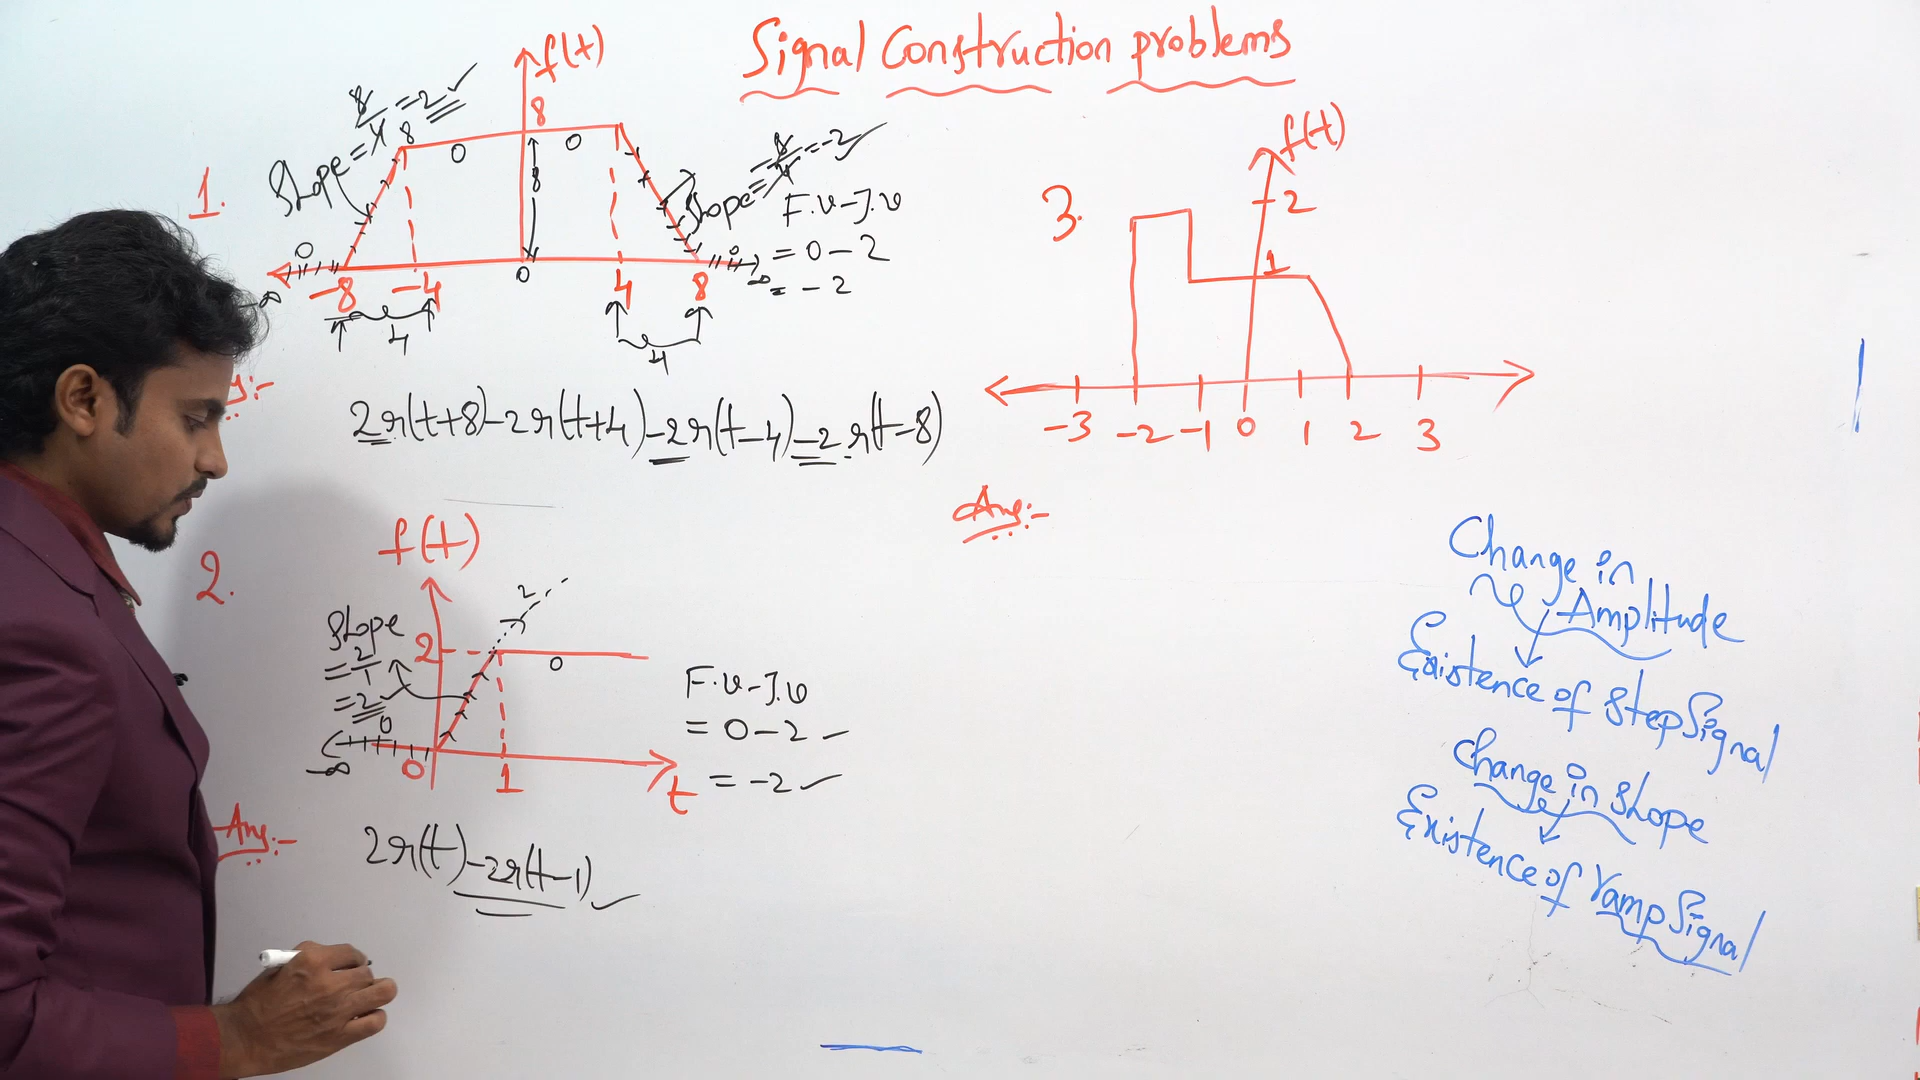 Signal Construction problems
1.
f(t)
8
8
0
0
8
Slope = 8/4 = 2
Slope = 8/4 = -2
F.v-I.v
= 0-2
= -2
0
0
-∞
∞
-8
-4
0
4
8
4
4
2r(t+8)-2r(t+4)-2r(t-4)-2r(t-8)
2.
f(t)
Slope
= 2/1
= 2
2
2
0
0
-∞
0
1
t
F.v-I.v
= 0-2
= -2
Ans:-
2r(t)-2r(t-1)
3.
f(t)
2
1
-3 -2 -1 0 1 2 3
Ans:-
Change in
Amplitude
Existence of Step Signal
Change in Slope
Existence of ramp Signal